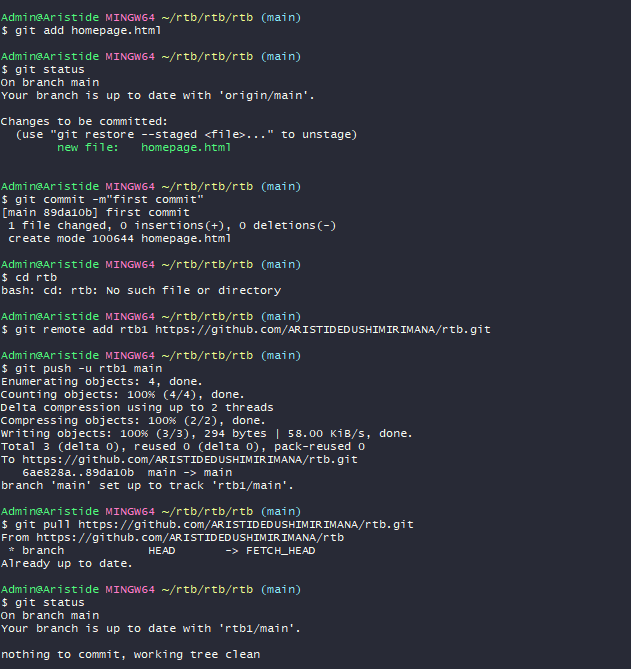 Admin@Aristide MINGW64 ~/rtb/rtb/rtb (main)
$ git add homepage.html
Admin@Aristide MINGW64 ~/rtb/rtb/rtb (main)
$ git status
On branch main
Your branch is up to date with 'origin/main'.
Changes to be committed:
  (use "git restore --staged <file>..." to unstage)
        new file:   homepage.html
Admin@Aristide MINGW64 ~/rtb/rtb/rtb (main)
$ git commit -m"first commit"
[main 89da10b] first commit
 1 file changed, 0 insertions(+), 0 deletions(-)
 create mode 100644 homepage.html
Admin@Aristide MINGW64 ~/rtb/rtb/rtb (main)
$ cd rtb
bash: cd: rtb: No such file or directory
Admin@Aristide MINGW64 ~/rtb/rtb/rtb (main)
$ git remote add rtb1 https://github.com/ARISTIDEDUSHIMIRIMANA/rtb.git
Admin@Aristide MINGW64 ~/rtb/rtb/rtb (main)
$ git push -u rtb1 main
Enumerating objects: 4, done.
Counting objects: 100% (4/4), done.
Delta compression using up to 2 threads
Compressing objects: 100% (2/2), done.
Writing objects: 100% (3/3), 294 bytes | 58.00 KiB/s, done.
Total 3 (delta 0), reused 0 (delta 0), pack-reused 0
To https://github.com/ARISTIDEDUSHIMIRIMANA/rtb.git
   6ae828a..89da10b  main -> main
branch 'main' set up to track 'rtb1/main'.
Admin@Aristide MINGW64 ~/rtb/rtb/rtb (main)
$ git pull https://github.com/ARISTIDEDUSHIMIRIMANA/rtb.git
From https://github.com/ARISTIDEDUSHIMIRIMANA/rtb
 * branch            HEAD       -> FETCH_HEAD
Already up to date.
Admin@Aristide MINGW64 ~/rtb/rtb/rtb (main)
$ git status
On branch main
Your branch is up to date with 'rtb1/main'.
nothing to commit, working tree clean